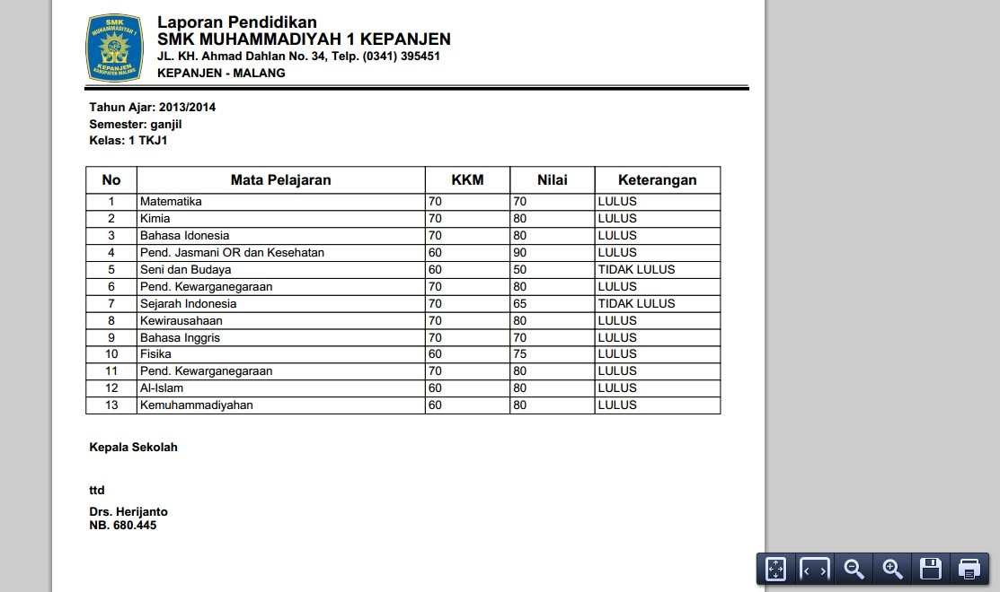 SMK
MUHAMMADIYAH 1
KEPANJEN
KABUPATEN MALANG
Laporan Pendidikan
SMK MUHAMMADIYAH 1 KEPANJEN
JL. KH. Ahmad Dahlan No. 34, Telp. (0341) 395451
KEPANJEN - MALANG
Tahun Ajar: 2013/2014
Semester: ganjil
Kelas: 1 TKJ1
No Mata Pelajaran KKM Nilai Keterangan
1 Matematika 70 70 LULUS
2 Kimia 70 80 LULUS
3 Bahasa Idonesia 70 80 LULUS
4 Pend. Jasmani OR dan Kesehatan 60 90 LULUS
5 Seni dan Budaya 60 50 TIDAK LULUS
6 Pend. Kewarganegaraan 70 80 LULUS
7 Sejarah Indonesia 70 65 TIDAK LULUS
8 Kewirausahaan 70 80 LULUS
9 Bahasa Inggris 70 70 LULUS
10 Fisika 60 75 LULUS
11 Pend. Kewarganegaraan 70 80 LULUS
12 Al-Islam 60 80 LULUS
13 Kemuhammadiyahan 60 80 LULUS
Kepala Sekolah
ttd
Drs. Herijanto
NB. 680.445